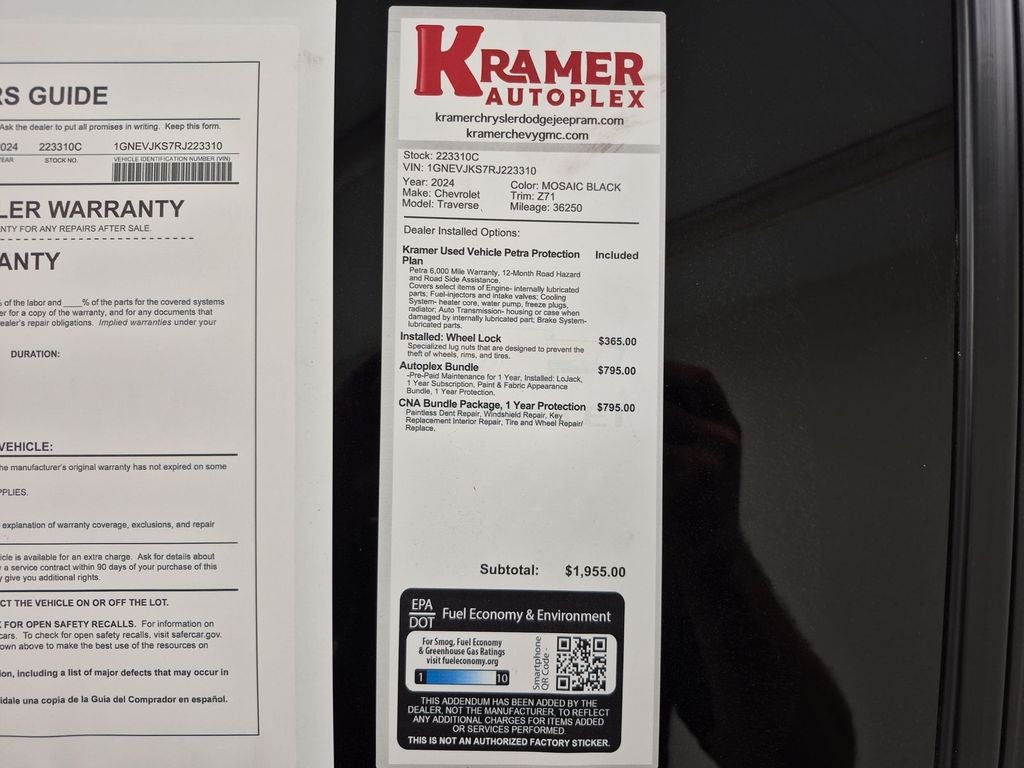 RS GUIDE
Ask the dealer to put all promises in writing. Keep this form.
2024 223310C 1GNEVJKS7RJ223310
YEAR STOCK NO. VEHICLE IDENTIFICATION NUMBER (VIN)
LER WARRANTY
NTY FOR ANY REPAIRS AFTER SALE.
ANTY
% of the labor and ____% of the parts for the covered systems
er for a copy of the warranty, and for any documents that
ealer's repair obligations. Implied warranties under your
DURATION:
VEHICLE:
he manufacturer's original warranty has not expired on some
PPLIES.
explanation of warranty coverage, exclusions, and repair
icle is available for an extra charge. Ask for details about
y a service contract within 90 days of your purchase of this
y give you additional rights.
CT THE VEHICLE ON OR OFF THE LOT.
K FOR OPEN SAFETY RECALLS. For information on
cars. To check for open safety recalls, visit safercar.gov.
own above to make the best use of the resources on
ion, including a list of major defects that may occur in
idale una copia de la Guía del Comprador en español.
KRAMER
AUTOPLEX
kramerchryslerdodgejeepram.com
kramerchevygmc.com
Stock: 223310C
VIN: 1GNEVJKS7RJ223310
Year: 2024 Color: MOSAIC BLACK
Make: Chevrolet Trim: Z71
Model: Traverse Mileage: 36250
Dealer Installed Options:
Kramer Used Vehicle Petra Protection Included
Plan
Petra 6,000 Mile Warranty, 12-Month Road Hazard
and Road Side Assistance.
Covers select items of Engine- internally lubricated
parts; Fuel-injectors and intake valves; Cooling
System- heater core, water pump, freeze plugs,
radiator; Auto Transmission- housing or case when
damaged by internally lubricated part; Brake System-
lubricated parts.
Installed: Wheel Lock $365.00
Specialized lug nuts that are designed to prevent the
theft of wheels, rims, and tires.
Autoplex Bundle $795.00
-Pre-Paid Maintenance for 1 Year, Installed: LoJack,
1 Year Subscription, Paint & Fabric Appearance
Bundle, 1 Year Protection.
CNA Bundle Package, 1 Year Protection $795.00
Paintless Dent Repair, Windshield Repair, Key
Replacement Interior Repair, Tire and Wheel Repair/
Replace.
Subtotal: $1,955.00
EPA
DOT Fuel Economy & Environment
For Smog, Fuel Economy
& Greenhouse Gas Ratings
visit fueleconomy.org
1 10
Smartphone
QR Code -
THIS ADDENDUM HAS BEEN ADDED BY THE
DEALER, NOT THE MANUFACTURER, TO REFLECT
ANY ADDITIONAL CHARGES FOR ITEMS ADDED
OR SERVICES PERFORMED.
THIS IS NOT AN AUTHORIZED FACTORY STICKER.